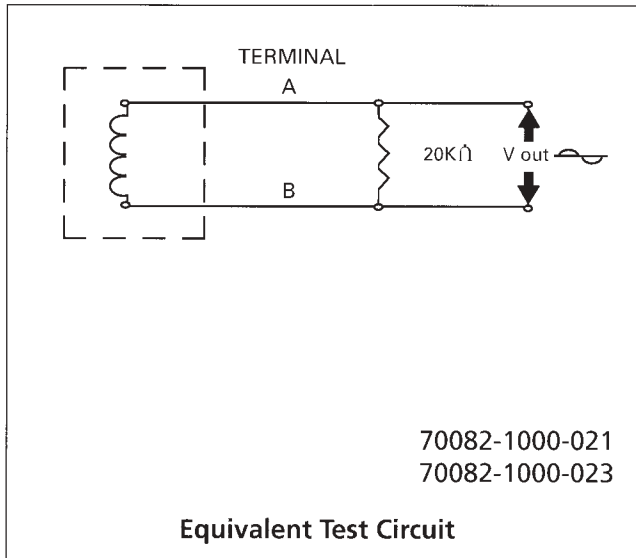 TERMINAL
A
20KΩ V out
B
70082-1000-021
70082-1000-023
Equivalent Test Circuit